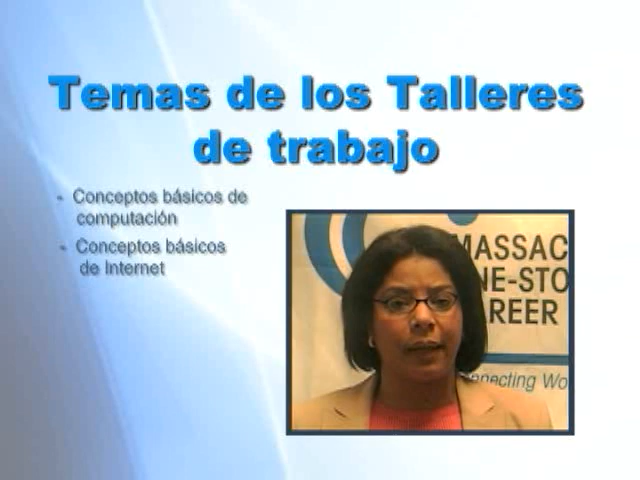 Temas de los Talleres
de trabajo
- Conceptos básicos de
computación
- Conceptos básicos
de Internet
MASSAC
NE-STO
REER
nnecting Wo